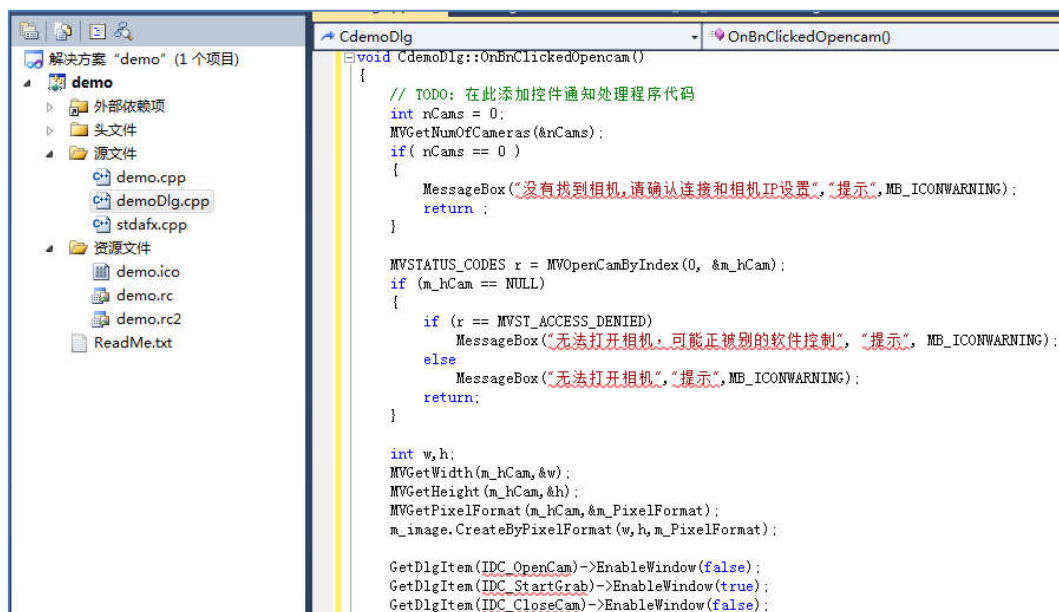 CdemoDlg
OnBnClickedOpencam()
解决方案 “demo” (1 个项目)
demo
外部依赖项
头文件
源文件
demo.cpp
demoDlg.cpp
stdafx.cpp
资源文件
demo.ico
demo.rc
demo.rc2
ReadMe.txt
void CdemoDlg::OnBnClickedOpencam()
{
// TODO: 在此添加控件通知处理程序代码
int nCams = 0;
MVGetNumOfCameras(&nCams);
if( nCams == 0 )
{
MessageBox("没有找到相机,请确认连接和相机IP设置","提示",MB_ICONWARNING);
return ;
}
MVSTATUS_CODES r = MVOpenCamByIndex(0, &m_hCam);
if (m_hCam == NULL)
{
if (r == MVST_ACCESS_DENIED)
MessageBox("无法打开相机，可能正被别的软件控制", "提示", MB_ICONWARNING);
else
MessageBox("无法打开相机","提示",MB_ICONWARNING);
return;
}
int w,h;
MVGetWidth(m_hCam,&w);
MVGetHeight(m_hCam,&h);
MVGetPixelFormat(m_hCam,&m_PixelFormat);
m_image.CreateByPixelFormat(w,h,m_PixelFormat);
GetDlgItem(IDC_OpenCam)->EnableWindow(false);
GetDlgItem(IDC_StartGrab)->EnableWindow(true);
GetDlgItem(IDC_CloseCam)->EnableWindow(false);